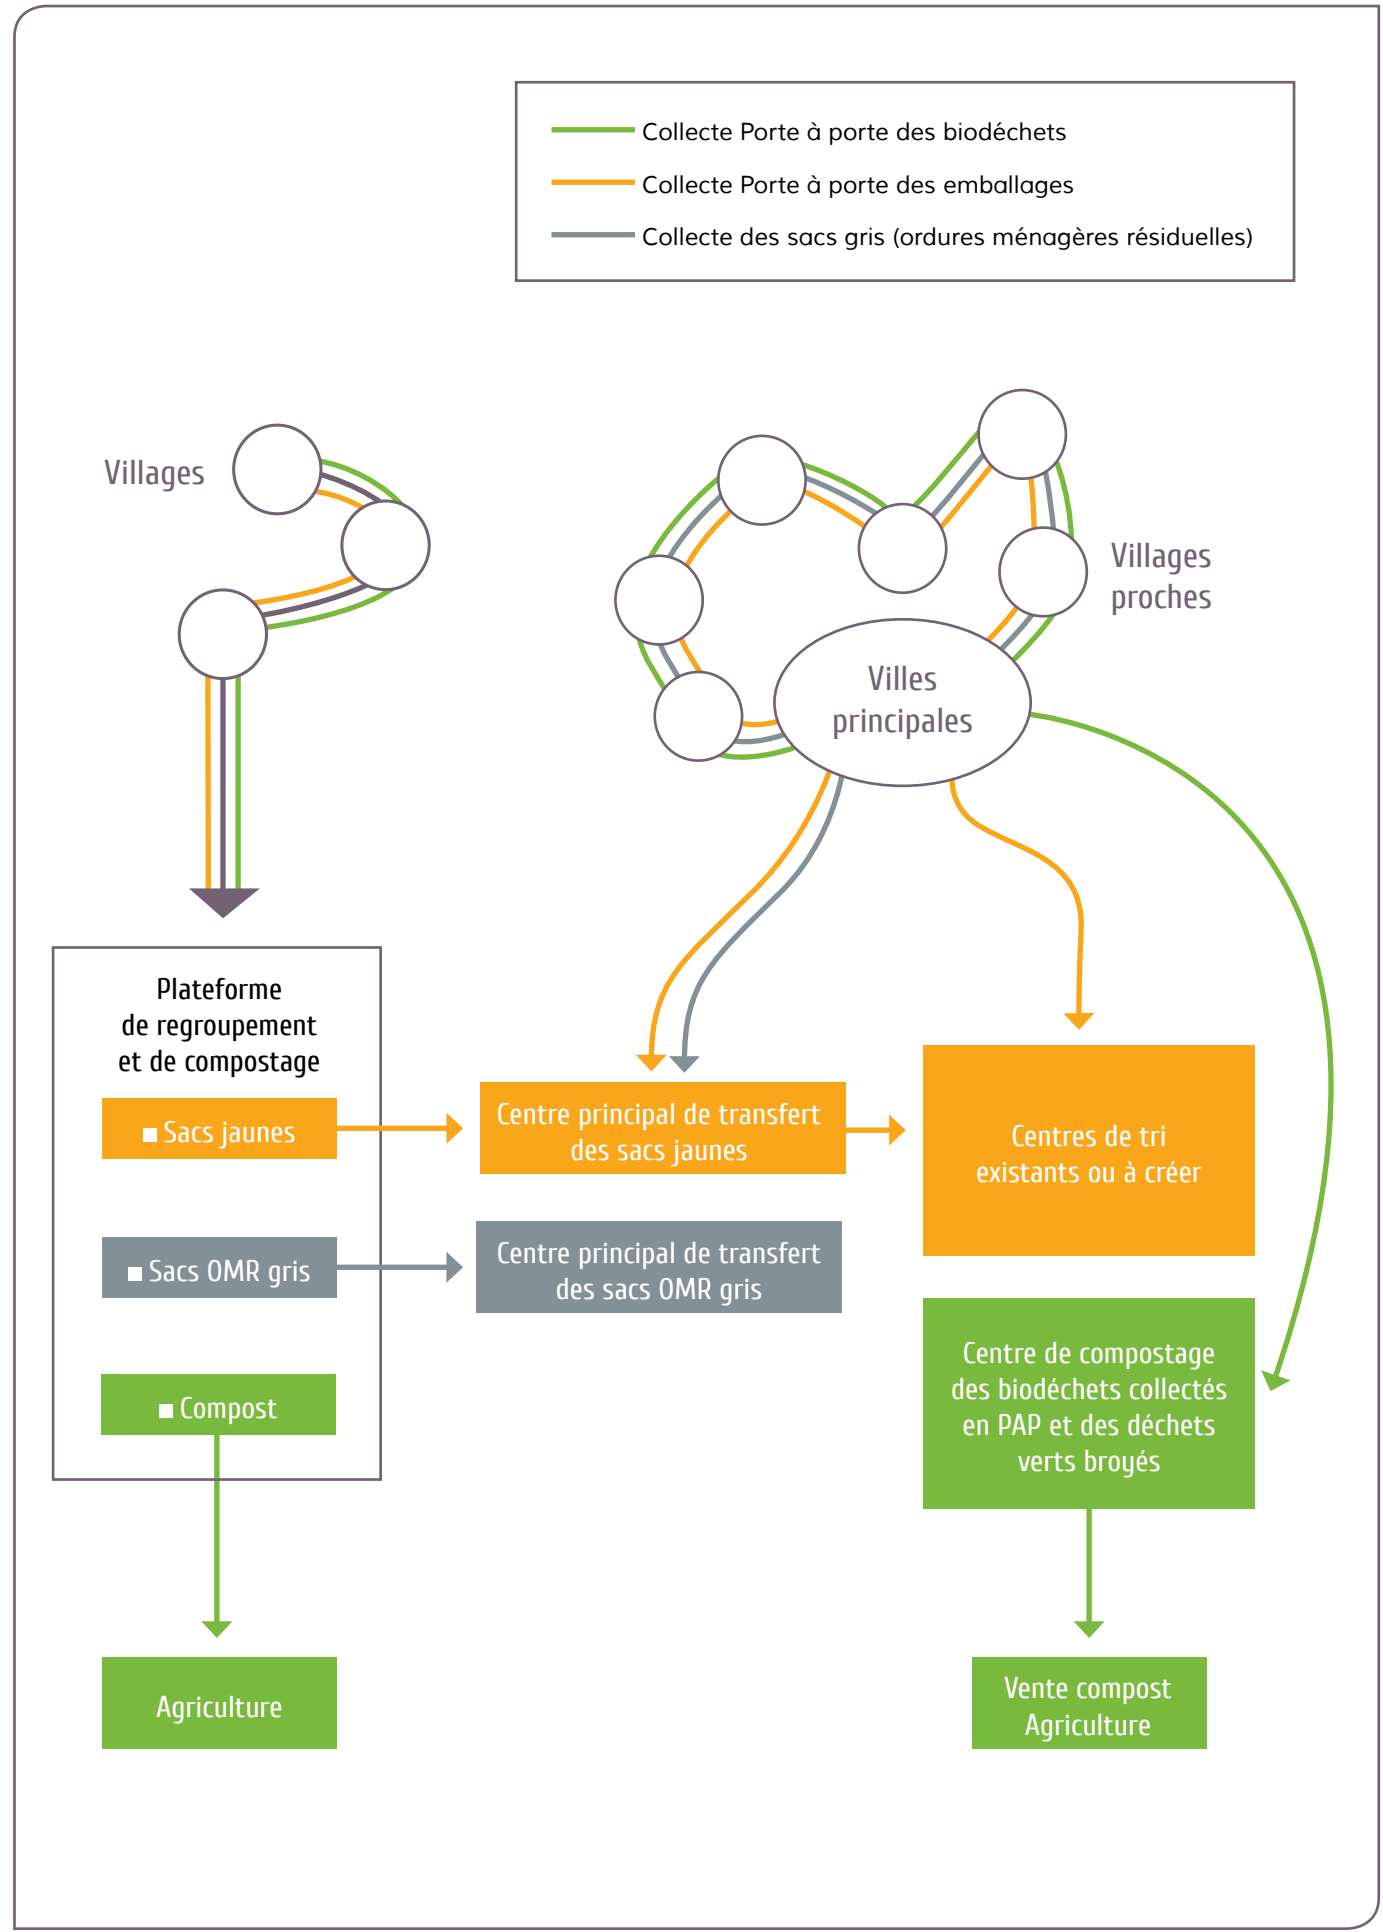 Collecte Porte à porte des biodéchets
Collecte Porte à porte des emballages
Collecte des sacs gris (ordures ménagères résiduelles)
Villages
Villages
proches
Villes
principales
Plateforme
de regroupement
et de compostage
Sacs jaunes
Sacs OMR gris
Compost
Centre principal de transfert
des sacs jaunes
Centre principal de transfert
des sacs OMR gris
Centres de tri
existants ou à créer
Centre de compostage
des biodéchets collectés
en PAP et des déchets
verts broyés
Agriculture
Vente compost
Agriculture